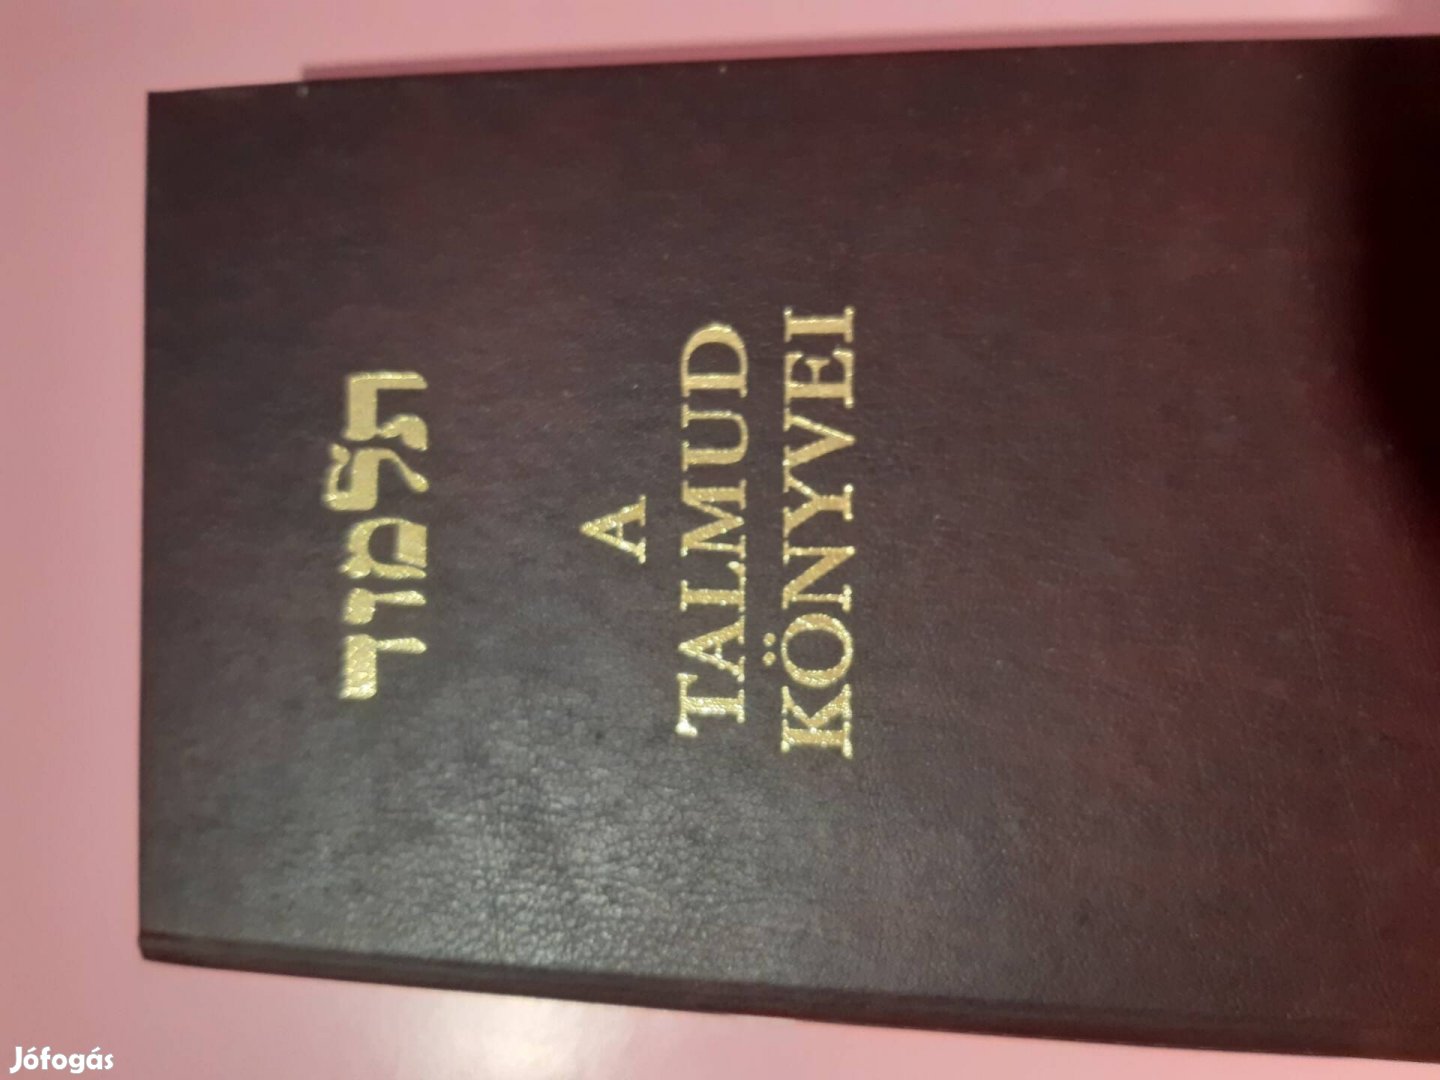 תלמוד
A
TALMUD
KÖNYVEI
Jófogás